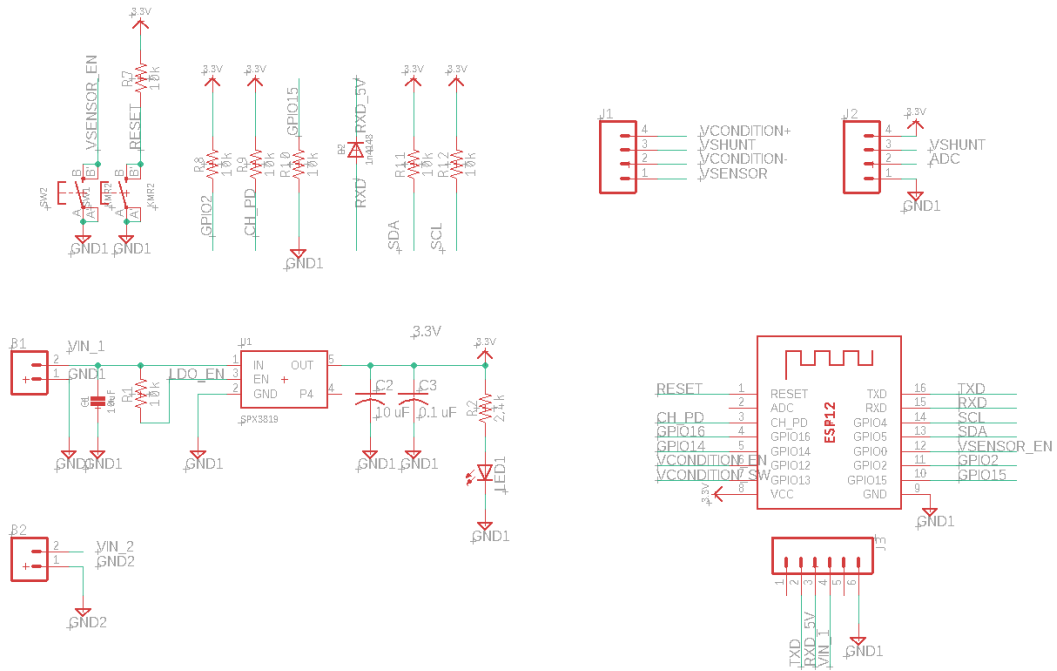 3.3V
R7
10k
VSENSOR_EN
RESET
SW2
B
B'
A
A'
SW1
KMR2
B
B'
A
A'
KMR2
GND1
GND1
3.3V
R8
10k
GPIO2
3.3V
R9
10k
CH_PD
GPIO15
R10
10k
GND1
RXD_5V
D2
1n4148
RXD
3.3V
R11
10k
SDA
3.3V
R12
10k
SCL
J1
4 VCONDITION+
3 VSHUNT
2 VCONDITION-
1 VSENSOR
J2
3.3V
4
3 VSHUNT
2 ADC
1
GND1
B1
2 VIN_1
1 GND1
GND1
10uF
GND1
R1
10k
LDO_EN
GND1
U1
1 IN OUT 5
3 EN
2 GND P4 4
SPX3819
3.3V
C2
10 uF
GND1
C3
0.1 uF
GND1
3.3V
R2
2.4k
LED1
GND1
B2
2 VIN_2
1 GND2
GND2
ESP12
RESET 1 RESET TXD 16 TXD
2 ADC RXD 15 RXD
CH_PD 3 CH_PD GPIO4 14 SCL
GPIO16 4 GPIO16 GPIO5 13 SDA
GPIO14 5 GPIO14 GPIO0 12 VSENSOR_EN
VCONDITION_EN 6 GPIO12 GPIO2 11 GPIO2
VCONDITION_SW 7 GPIO13 GPIO15 10 GPIO15
3.3V 8 VCC GND 9
GND1
J3
1 2 3 4 5 6
TXD
RXD_5V
VIN_1
GND1